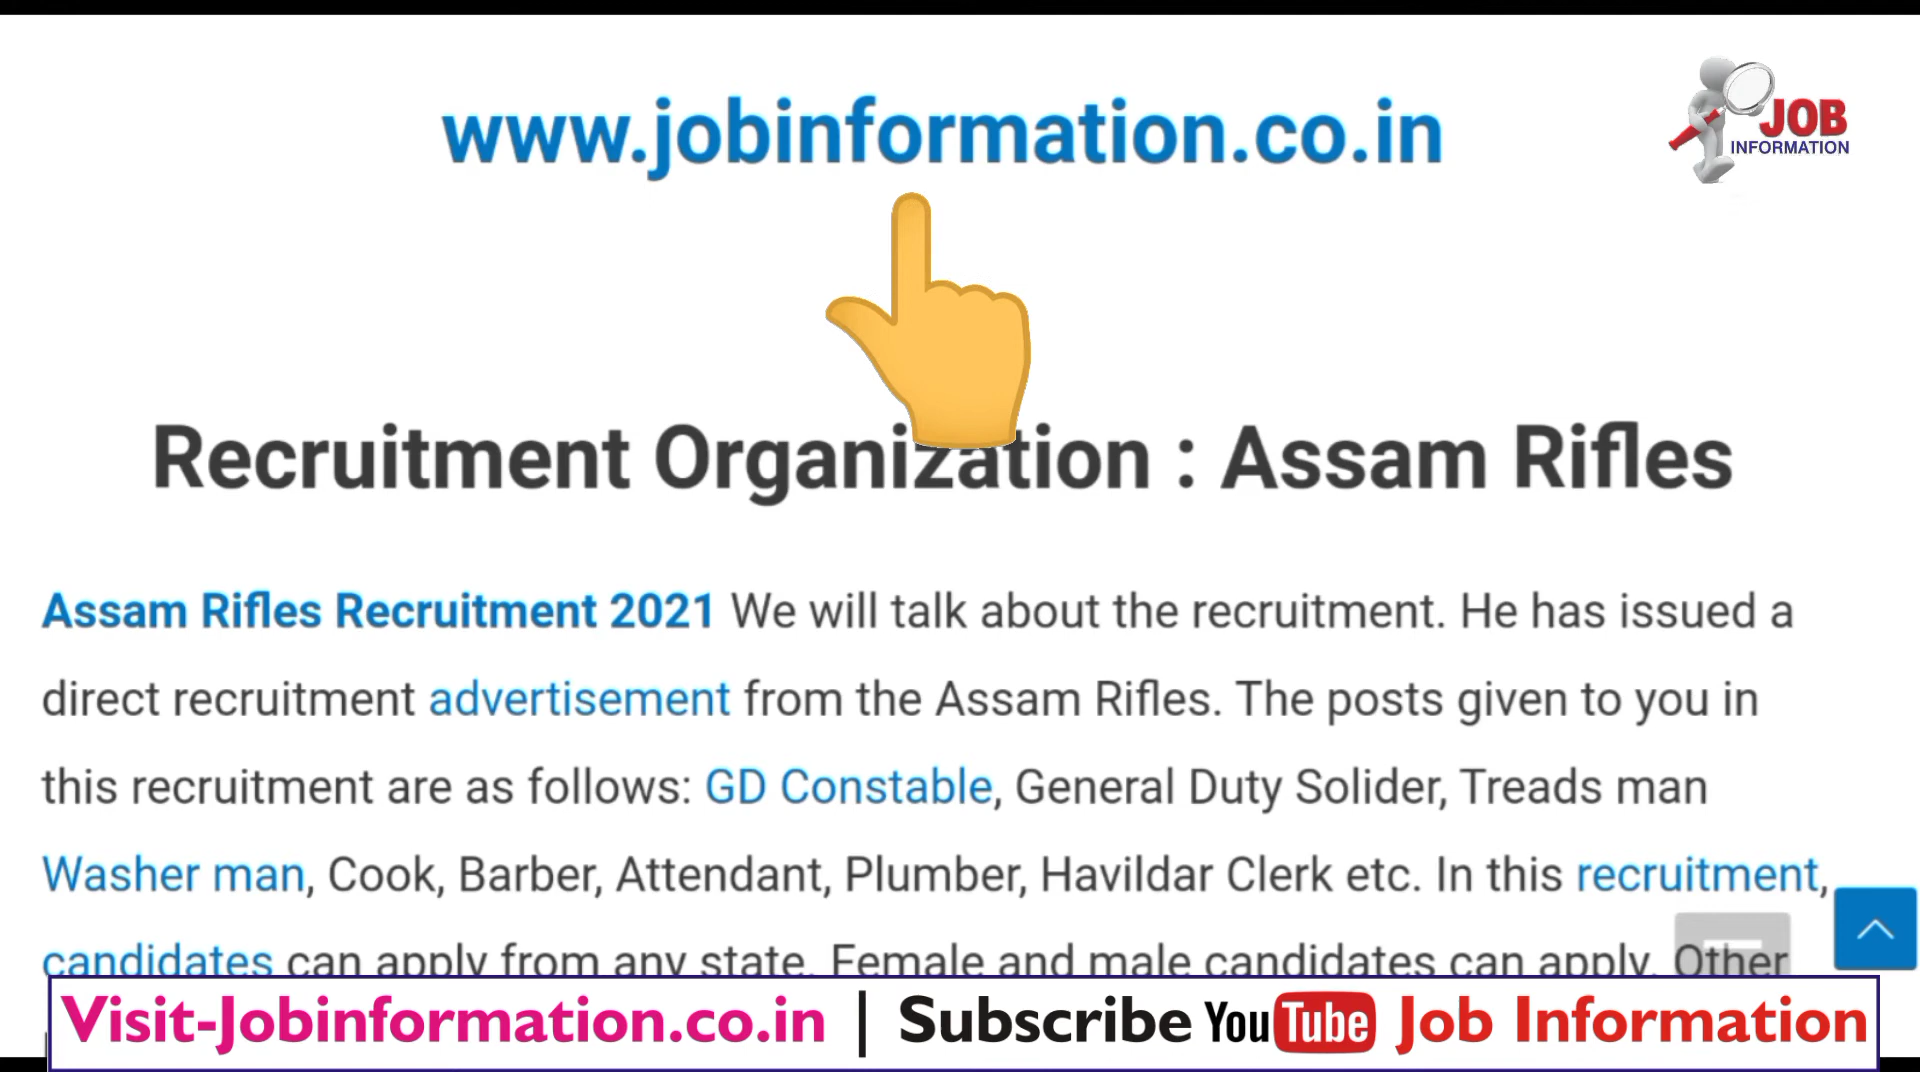 www.jobinformation.co.in
JOB
INFORMATION
Recruitment Organization : Assam Rifles
Assam Rifles Recruitment 2021 We will talk about the recruitment. He has issued a
direct recruitment advertisement from the Assam Rifles. The posts given to you in
this recruitment are as follows: GD Constable, General Duty Solider, Treads man
Washer man, Cook, Barber, Attendant, Plumber, Havildar Clerk etc. In this recruitment,
candidates can apply from any state. Female and male candidates can apply. Other
Visit-Jobinformation.co.in | Subscribe YouTube Job Information